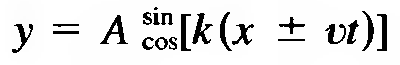 y = A sin cos [k(x ± vt)]